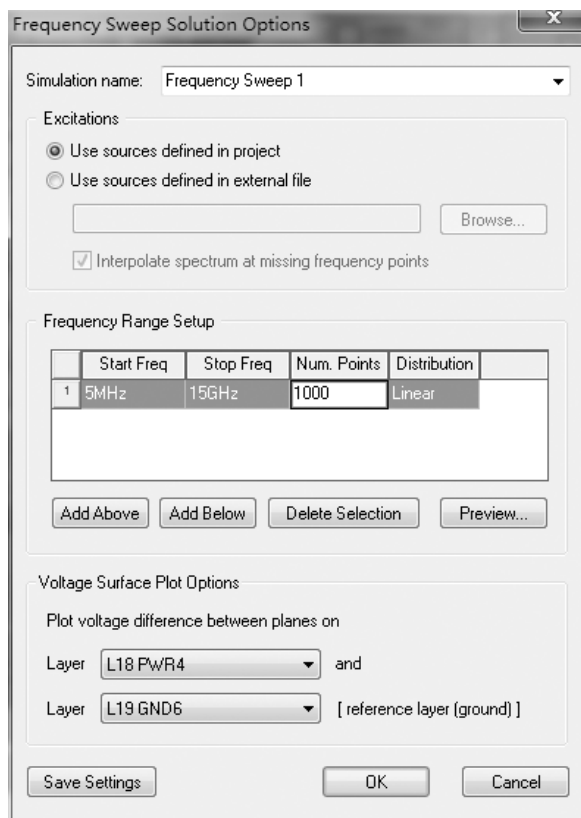 Frequency Sweep Solution Options
Simulation name: Frequency Sweep 1
Excitations
Use sources defined in project
Use sources defined in external file
Browse...
Interpolate spectrum at missing frequency points
Frequency Range Setup
Start Freq Stop Freq Num. Points Distribution
1 5MHz 15GHz 1000 Linear
Add Above Add Below Delete Selection Preview...
Voltage Surface Plot Options
Plot voltage difference between planes on
Layer L18 PWR4 and
Layer L19 GND6 [ reference layer (ground) ]
Save Settings OK Cancel